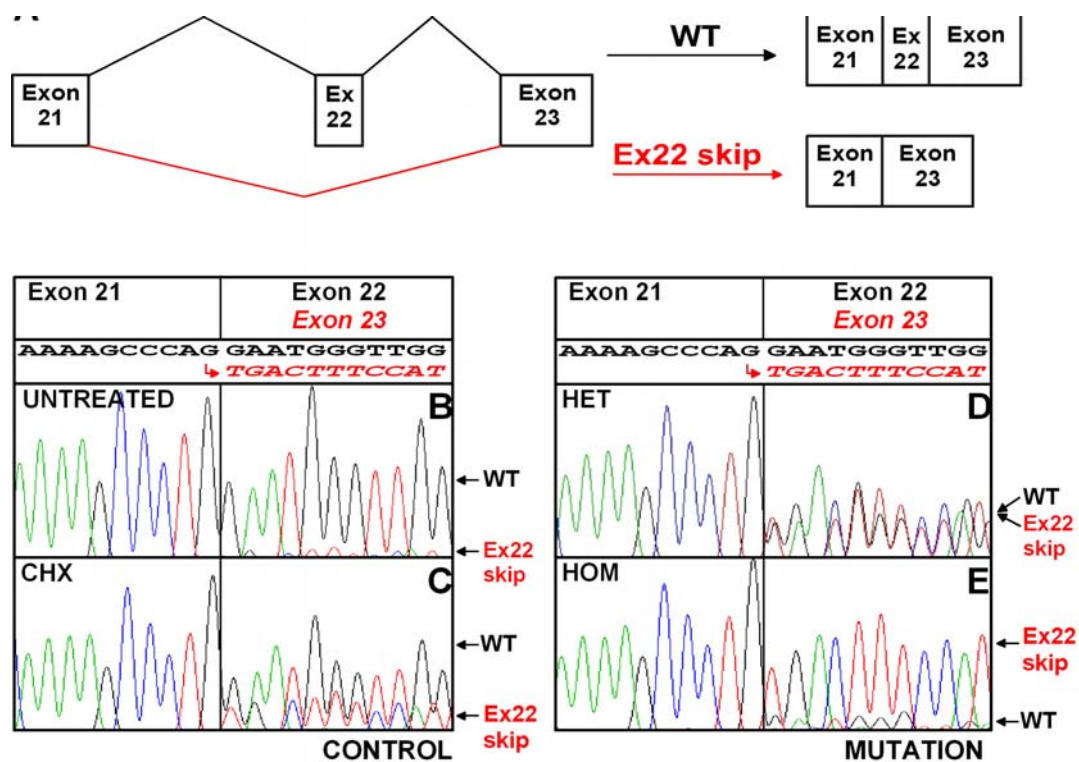 A
WT
Exon 21
Ex 22
Exon 23
Exon 21
Ex 22
Exon 23
Ex22 skip
Exon 21
Exon 23
Exon 21
Exon 22
Exon 23
AAAAGCCCAG GAATGGGTTGG
TGACTTTCCAT
UNTREATED
B
WT
Ex22 skip
CHX
C
WT
Ex22 skip
CONTROL
Exon 21
Exon 22
Exon 23
AAAAGCCCAG GAATGGGTTGG
TGACTTTCCAT
HET
D
WT
Ex22 skip
HOM
E
Ex22 skip
WT
MUTATION